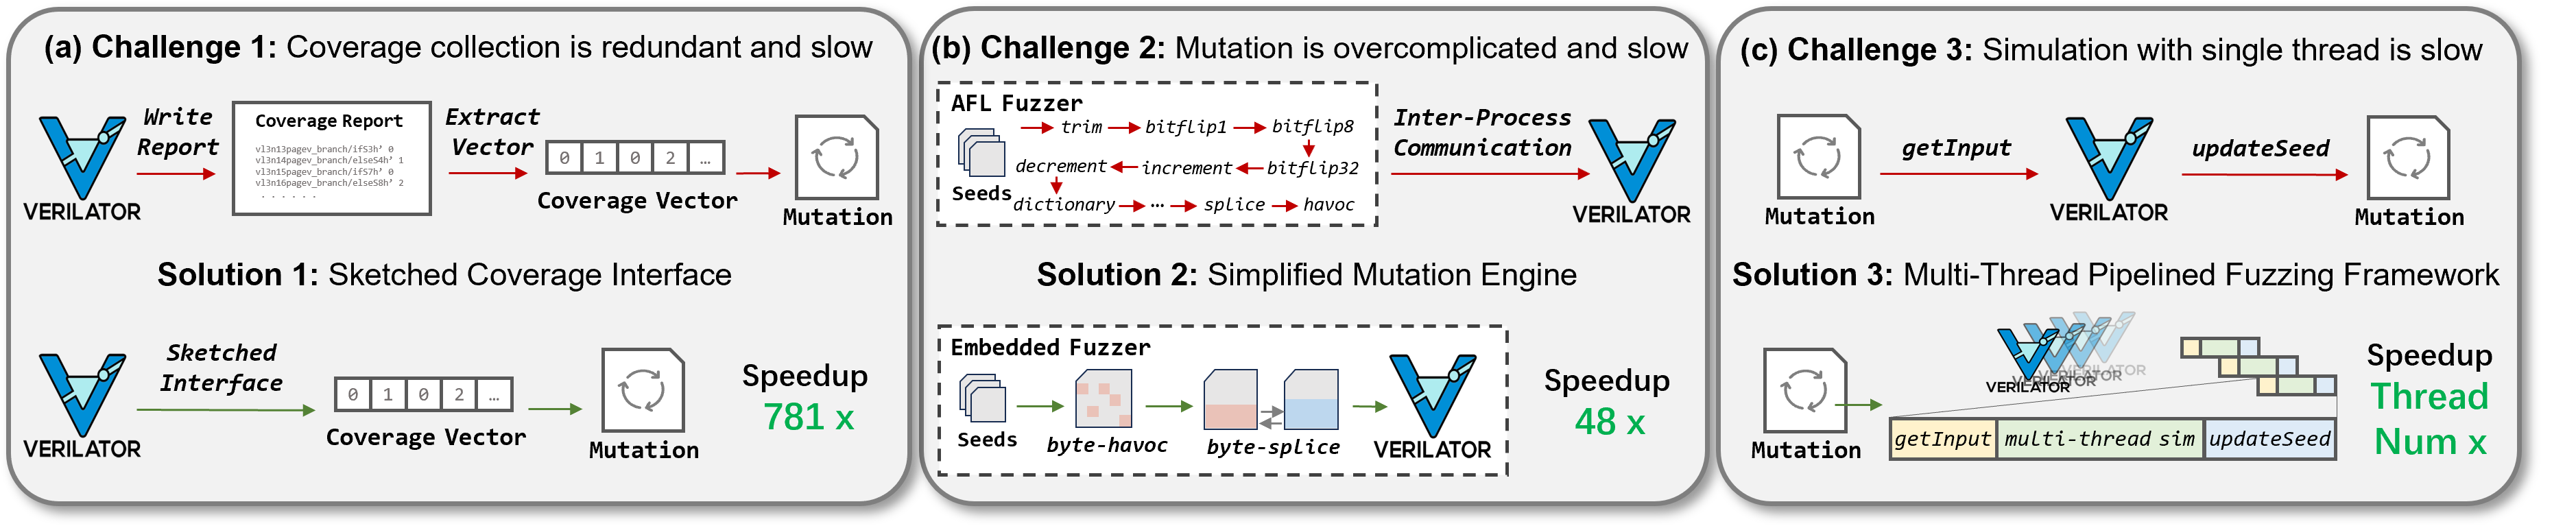 (a) Challenge 1: Coverage collection is redundant and slow
Write
Report
Coverage Report
vl3n13pagev_branch/ifS3h’ 0
vl3n14pagev_branch/elseS4h’ 1
vl3n15pagev_branch/ifS7h’ 0
vl3n16pagev_branch/elseS8h’ 2
. . . . . .
Extract
Vector
0 1 0 2 …
Coverage Vector
VERILATOR
Mutation
Solution 1: Sketched Coverage Interface
Sketched
Interface
0 1 0 2 …
Coverage Vector
VERILATOR
Mutation
Speedup
781 x
(b) Challenge 2: Mutation is overcomplicated and slow
AFL Fuzzer
Seeds
trim bitflip1 bitflip8
decrement increment bitflip32
dictionary … splice havoc
Inter-Process
Communication
VERILATOR
Solution 2: Simplified Mutation Engine
Embedded Fuzzer
Seeds
byte-havoc
byte-splice
VERILATOR
Speedup
48 x
(c) Challenge 3: Simulation with single thread is slow
Mutation
getInput
VERILATOR
updateSeed
Mutation
Solution 3: Multi-Thread Pipelined Fuzzing Framework
Mutation
VERILATOR
VERILATOR
VERILATOR
VERILATOR
getInput multi-thread sim updateSeed
Speedup
Thread
Num x